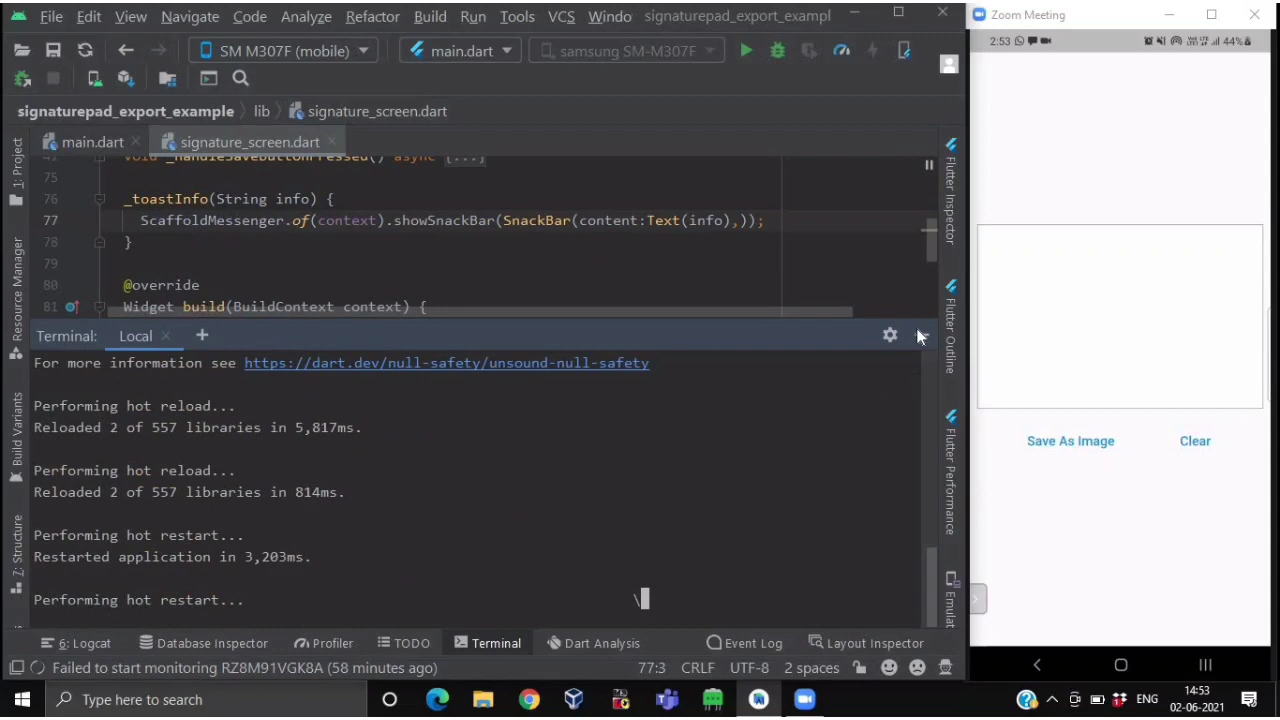 File Edit View Navigate Code Analyze Refactor Build Run Tools VCS Windo signaturepad_export_exampl
SM M307F (mobile) main.dart samsung SM-M307F
signaturepad_export_example lib signature_screen.dart
main.dart signature_screen.dart
41 void _handleSaveButtonPressed() async {...}
75
76 _toastInfo(String info) {
77 ScaffoldMessenger.of(context).showSnackBar(SnackBar(content:Text(info),));
78 }
79
80 @override
81 Widget build(BuildContext context) {
Terminal: Local +
For more information see https://dart.dev/null-safety/unsound-null-safety
Performing hot reload...
Reloaded 2 of 557 libraries in 5,817ms.
Performing hot reload...
Reloaded 2 of 557 libraries in 814ms.
Performing hot restart...
Restarted application in 3,203ms.
Performing hot restart... \
1: Project
Resource Manager
Build Variants
Z: Structure
Flutter Inspector
Flutter Outline
Flutter Performance
Emulat
6: Logcat Database Inspector Profiler TODO Terminal Dart Analysis Event Log Layout Inspector
Failed to start monitoring RZ8M91VGK8A (58 minutes ago) 77:3 CRLF UTF-8 2 spaces
Zoom Meeting
2:53 44%
Save As Image Clear
Type here to search ENG 14:53
02-06-2021